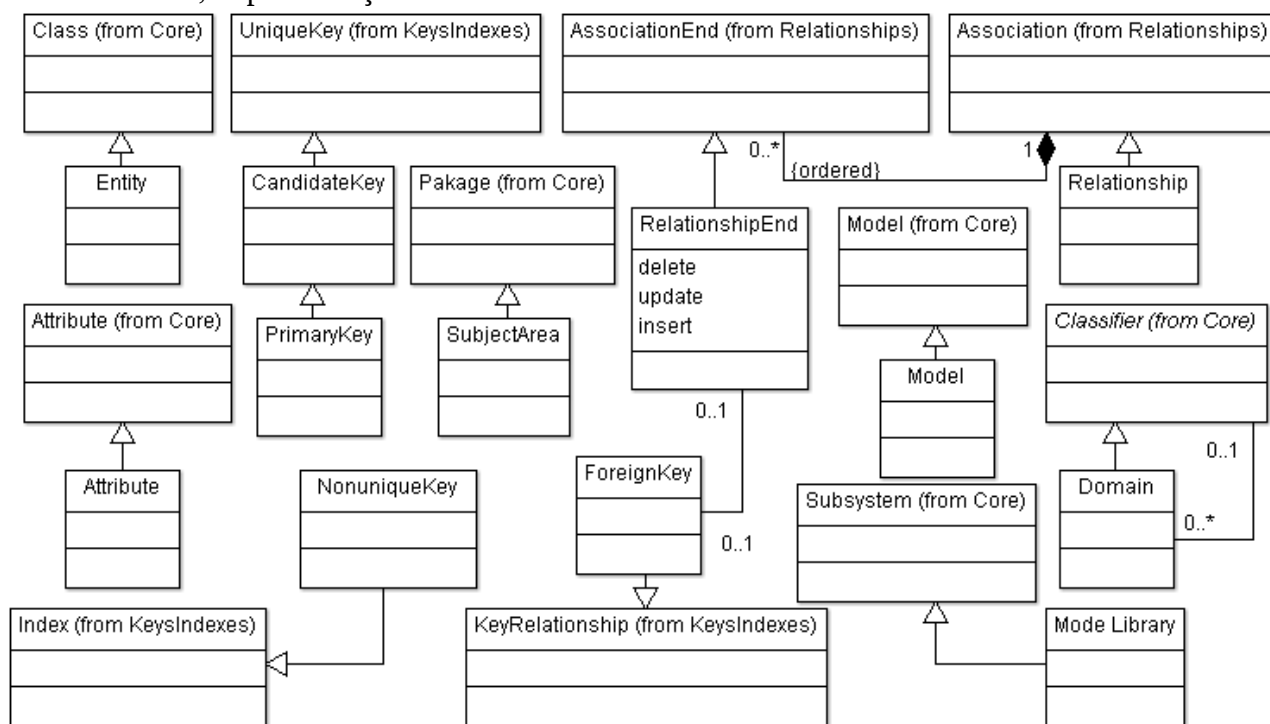 Class (from Core)
UniqueKey (from KeysIndexes)
AssociationEnd (from Relationships)
Association (from Relationships)
0..*
{ordered}
1
Entity
CandidateKey
Pakage (from Core)
RelationshipEnd
delete
update
insert
Model (from Core)
Relationship
Attribute (from Core)
PrimaryKey
SubjectArea
Model
Classifier (from Core)
0..1
0..1
Attribute
NonuniqueKey
ForeignKey
0..1
Subsystem (from Core)
Domain
0..*
Index (from KeysIndexes)
KeyRelationship (from KeysIndexes)
Mode Library